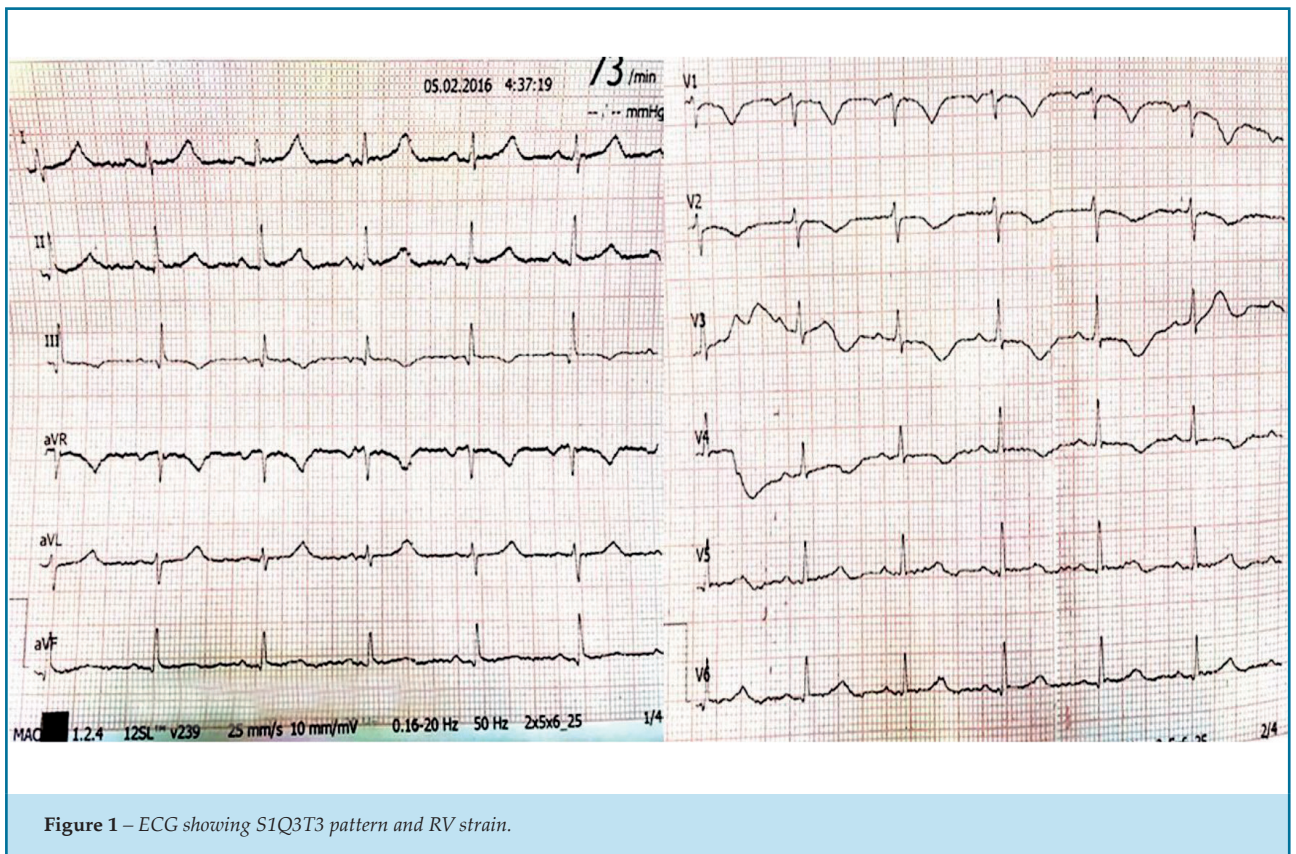 05.02.2016 4:37:19 73 /min
--,'-- mmHg
I
II
III
aVR
aVL
aVF
MAC 1.2.4 12SL™ v239 25 mm/s 10 mm/mV 0.16-20 Hz 50 Hz 2x5x6_25 1/4
V1
V2
V3
V4
V5
V6
2/4
Figure 1 – ECG showing S1Q3T3 pattern and RV strain.